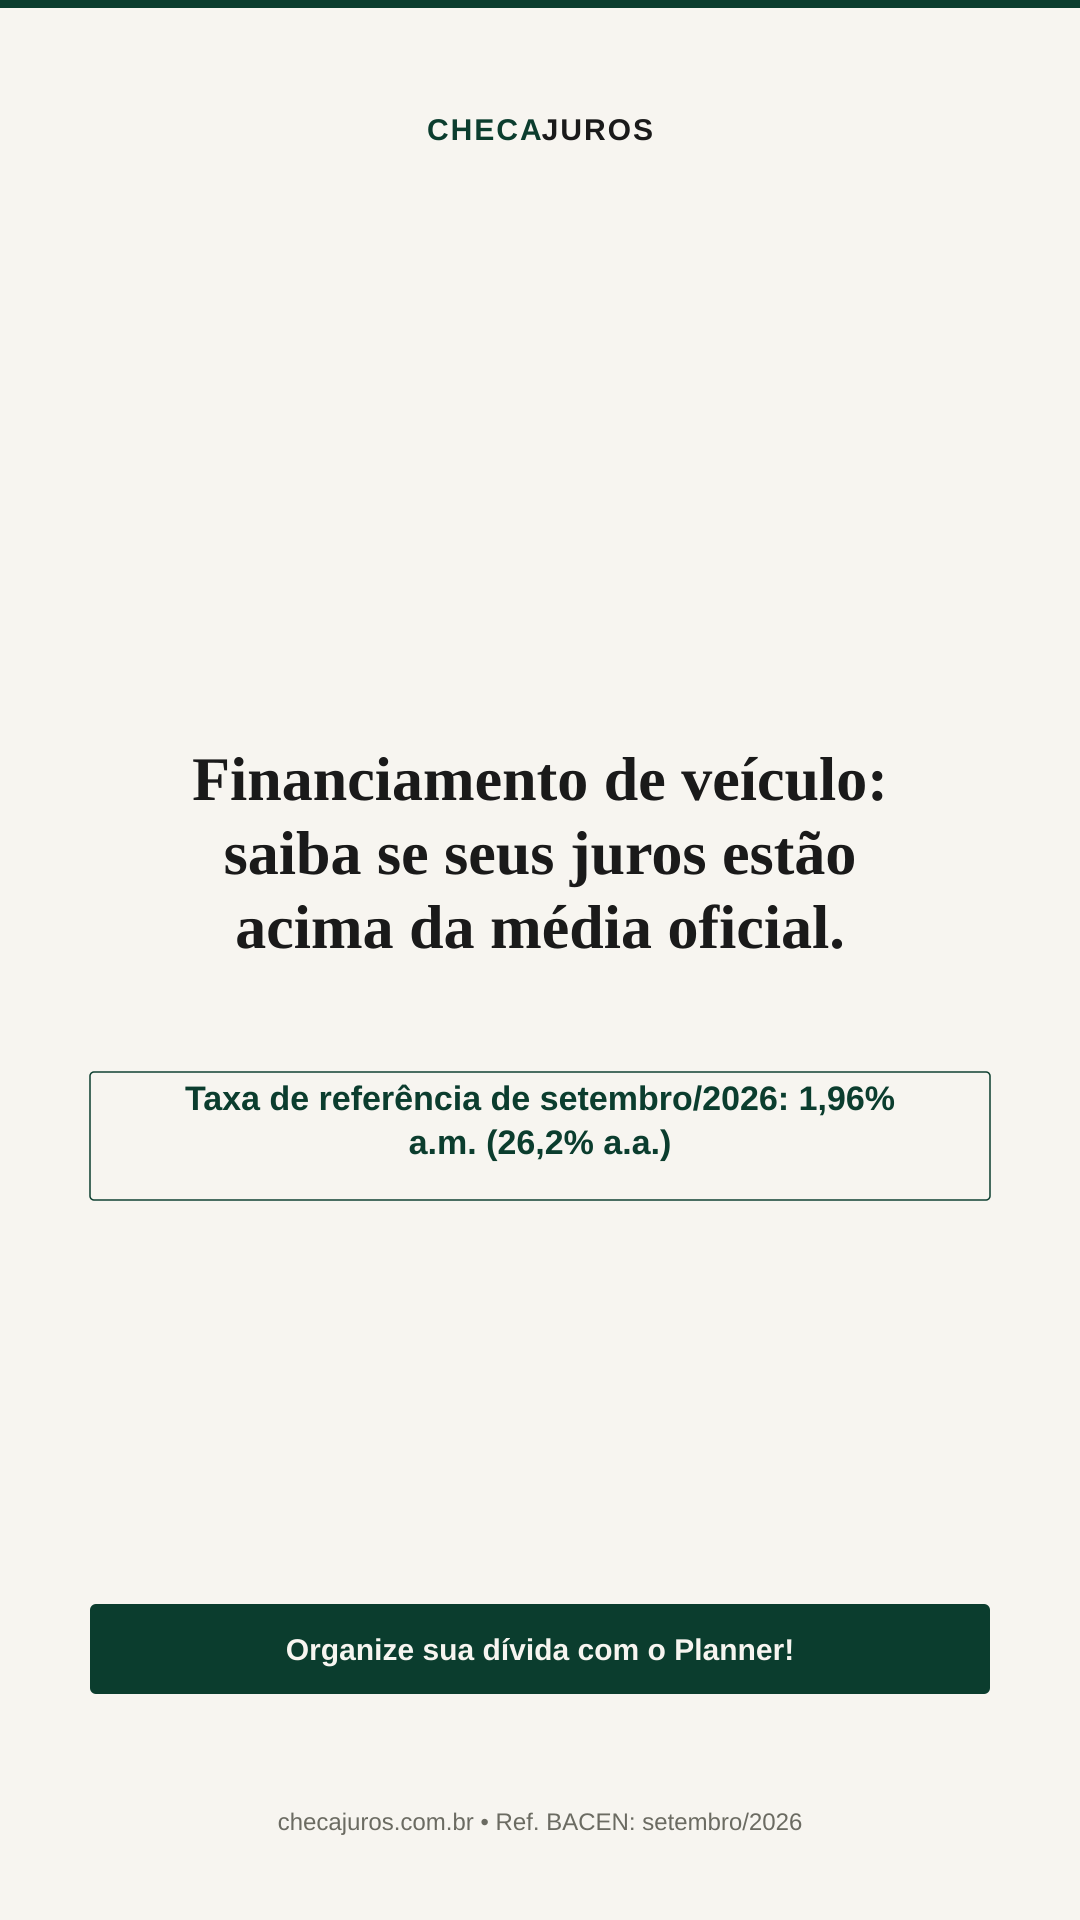 CHECAJUROS
Financiamento de veículo:
saiba se seus juros estão
acima da média oficial.
Taxa de referência de setembro/2026: 1,96%
a.m. (26,2% a.a.)
Organize sua dívida com o Planner!
checajuros.com.br • Ref. BACEN: setembro/2026